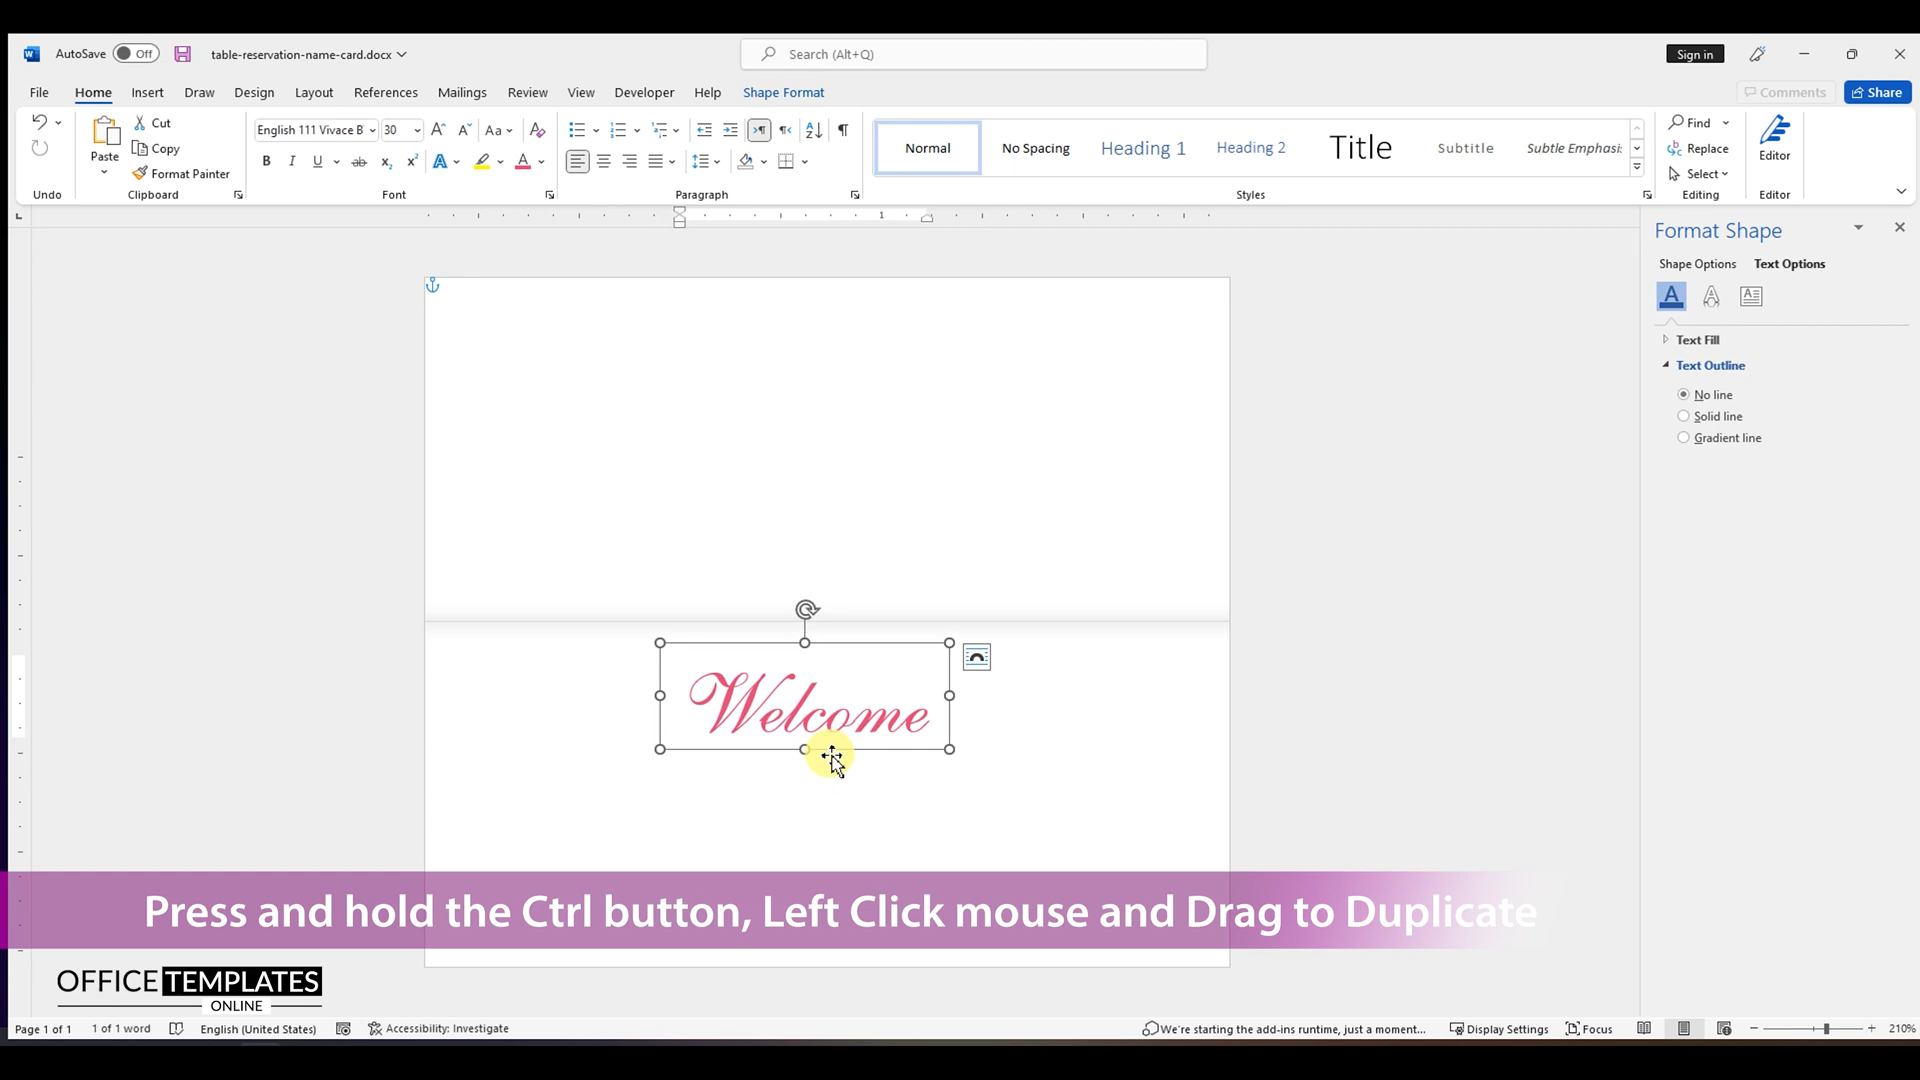 AutoSave Off table-reservation-name-card.docx Search (Alt+Q) Sign in
File Home Insert Draw Design Layout References Mailings Review View Developer Help Shape Format Comments Share
Paste Cut Copy Format Painter
English 111 Vivace B 30
Normal No Spacing Heading 1 Heading 2 Title Subtitle Subtle Emphasis
Find
Replace
Select
Editor
Undo Clipboard Font Paragraph Styles Editing Editor
1
Format Shape
Shape Options Text Options
Text Fill
Text Outline
No line
Solid line
Gradient line
Welcome
Press and hold the Ctrl button, Left Click mouse and Drag to Duplicate
OFFICE TEMPLATES
ONLINE
Page 1 of 1 1 of 1 word English (United States) Accessibility: Investigate We're starting the add-ins runtime, just a moment... Display Settings Focus 210%